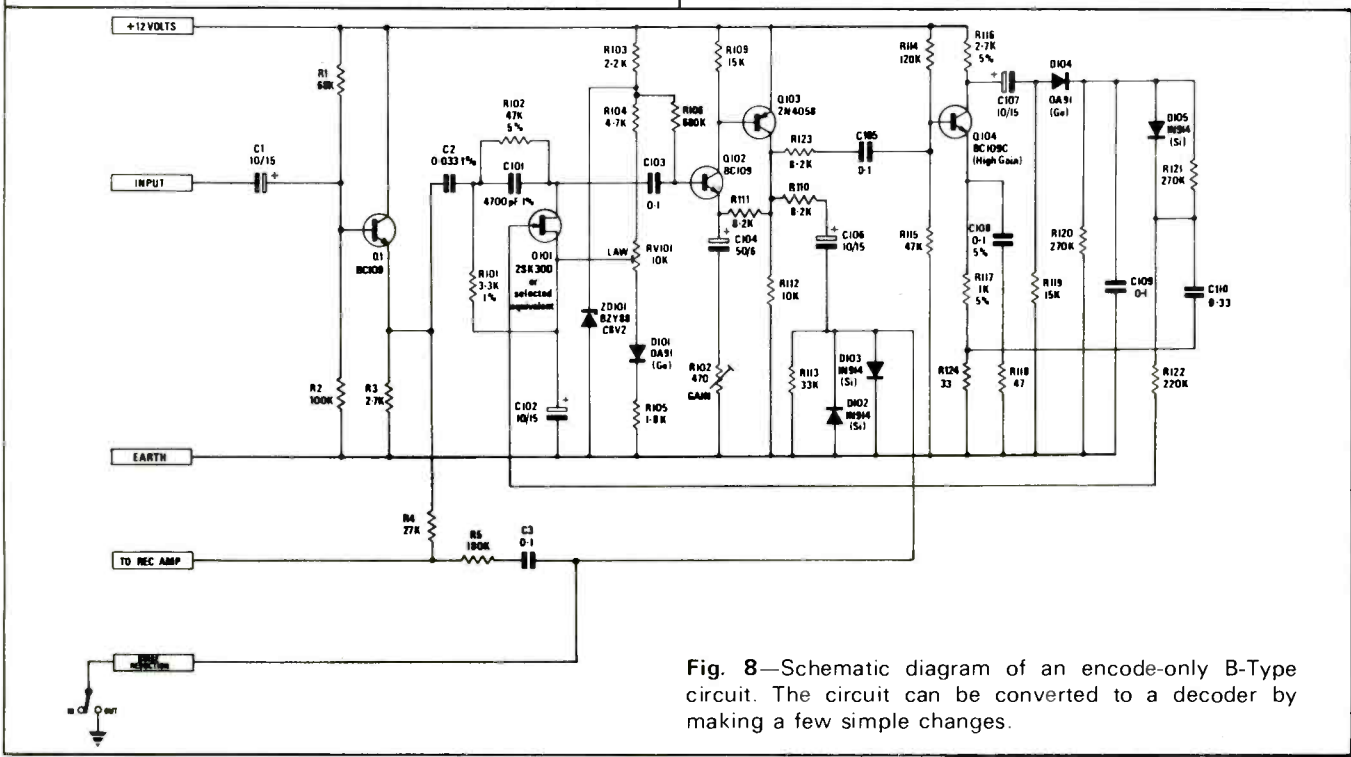 +12 VOLTS
R1
68K
C1
10/15
+
INPUT
Q1
BC109
R2
100K
R3
2·7K
EARTH
R4
27K
TO REC AMP
R5
180K
C3
0·1
REDUCTION
IN
OUT
C2
0·033 1%
R102
47K
5%
C101
4700pF 1%
R101
3·3K
1%
Q101
2SK30D
or
selected
equivalent
C102
10/15
+
R103
2·2K
R104
4·7K
R106
680K
C103
0·1
LAW
RV101
10K
ZD101
BZY88
C8V2
D101
OA91
(Ge)
R105
1·8K
R109
15K
Q102
BC109
Q103
2N4058
R111
8·2K
C104
50/6
+
R102
470
GAIN
R112
10K
R123
8·2K
C105
0·1
R110
8·2K
C106
10/15
+
R113
33K
D103
IN914
(Si)
D102
IN914
(Si)
R114
120K
R115
47K
R116
2·7K
5%
Q104
BC109C
(High Gain)
C107
10/15
+
D104
OA91
(Ge)
C108
0·1
5%
R117
1K
5%
R124
33
R118
47
R119
15K
R120
270K
C109
0·1
D105
IN914
(Si)
R121
270K
C110
0·33
R122
220K
Fig. 8—Schematic diagram of an encode-only B-Type
circuit. The circuit can be converted to a decoder by
making a few simple changes.